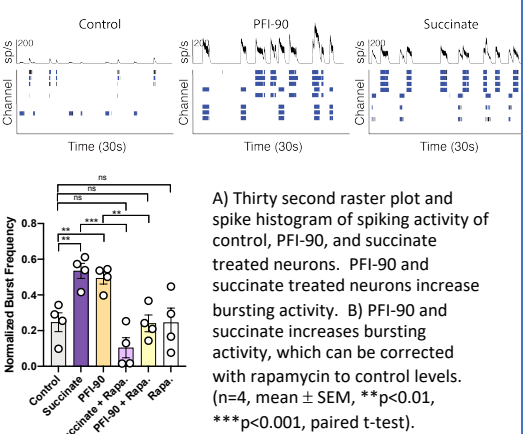 Control
PFI-90
Succinate
sp/s
200
sp/s
200
sp/s
200
Channel
Channel
Channel
Time (30s)
Time (30s)
Time (30s)
ns
ns
ns
**
***
**
**
Normalized Burst Frequency
0.8
0.6
0.4
0.2
0.0
Control
Succinate
PFI-90
uccinate + Rapa.
PFI-90 + Rapa.
Rapa.
A) Thirty second raster plot and
spike histogram of spiking activity of
control, PFI-90, and succinate
treated neurons. PFI-90 and
succinate treated neurons increase
bursting activity. B) PFI-90 and
succinate increases bursting
activity, which can be corrected
with rapamycin to control levels.
(n=4, mean ± SEM, **p<0.01,
***p<0.001, paired t-test).